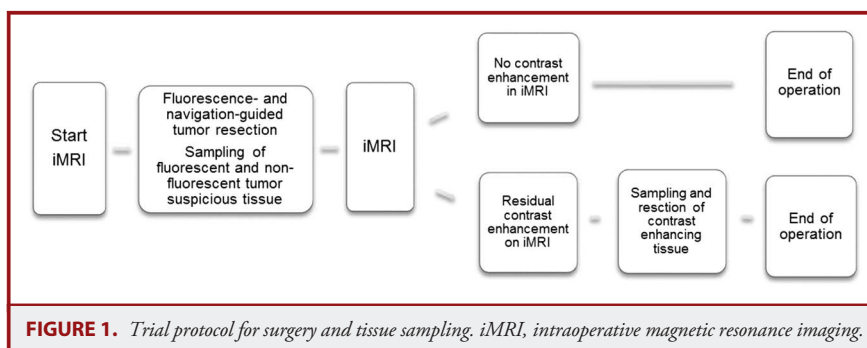 Start
iMRI
Fluorescence- and
navigation-guided
tumor resection
Sampling of
fluorescent and non-
fluorescent tumor
suspicious tissue
iMRI
No contrast
enhancement
in iMRI
End of
operation
Residual
contrast
enhancement
on iMRI
Sampling and
resction of
contrast
enhancing
tissue
End of
operation
FIGURE 1. Trial protocol for surgery and tissue sampling. iMRI, intraoperative magnetic resonance imaging.